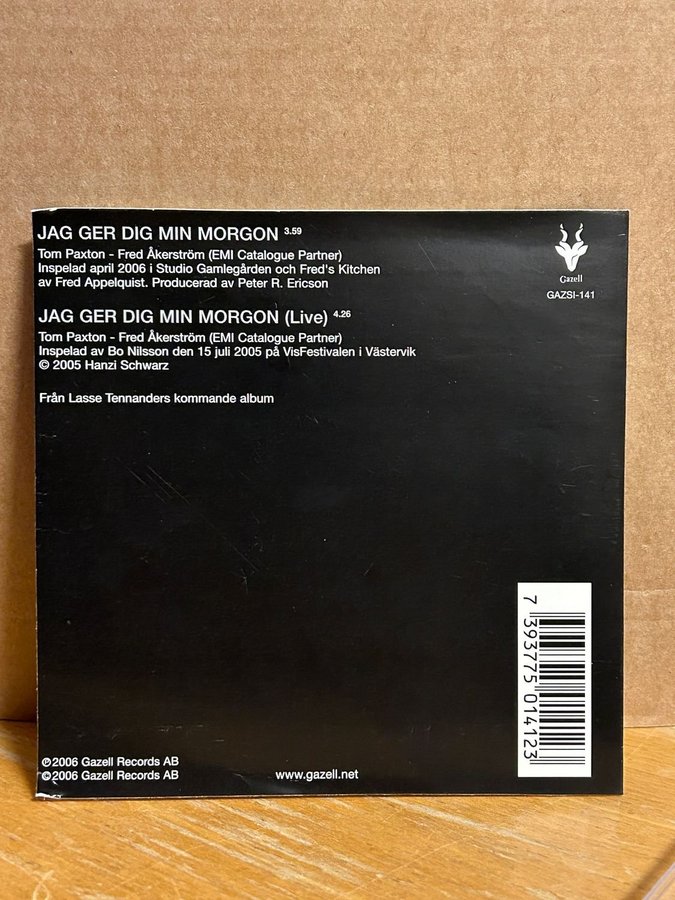 JAG GER DIG MIN MORGON 3.59
Tom Paxton - Fred Åkerström (EMI Catalogue Partner)
Inspelad april 2006 i Studio Gamlegården och Fred's Kitchen
av Fred Appelquist. Producerad av Peter R. Ericson
JAG GER DIG MIN MORGON (Live) 4.26
Tom Paxton - Fred Åkerström (EMI Catalogue Partner)
Inspelad av Bo Nilsson den 15 juli 2005 på VisFestivalen i Västervik
© 2005 Hanzi Schwarz
Från Lasse Tennanders kommande album
Gazell
GAZSI-141
7 393775 014123
℗2006 Gazell Records AB
©2006 Gazell Records AB
www.gazell.net